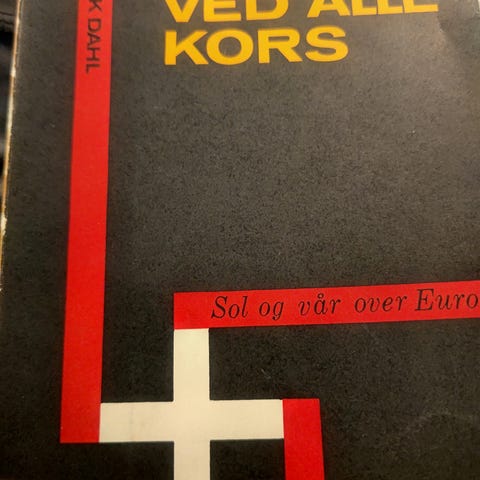 K DAHL
VED ALLE
KORS
Sol og vår over Euro